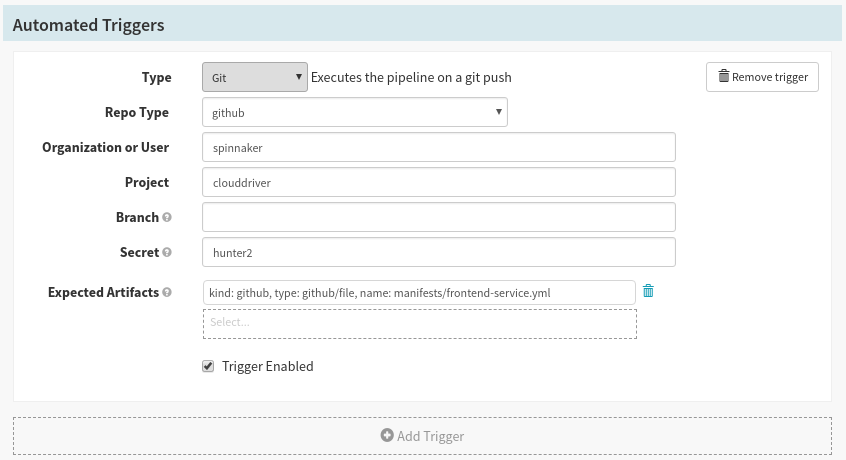 Automated Triggers
Type Git Executes the pipeline on a git push Remove trigger
Repo Type github
Organization or User spinnaker
Project clouddriver
Branch
Secret hunter2
Expected Artifacts kind: github, type: github/file, name: manifests/frontend-service.yml
Select...
Trigger Enabled
Add Trigger